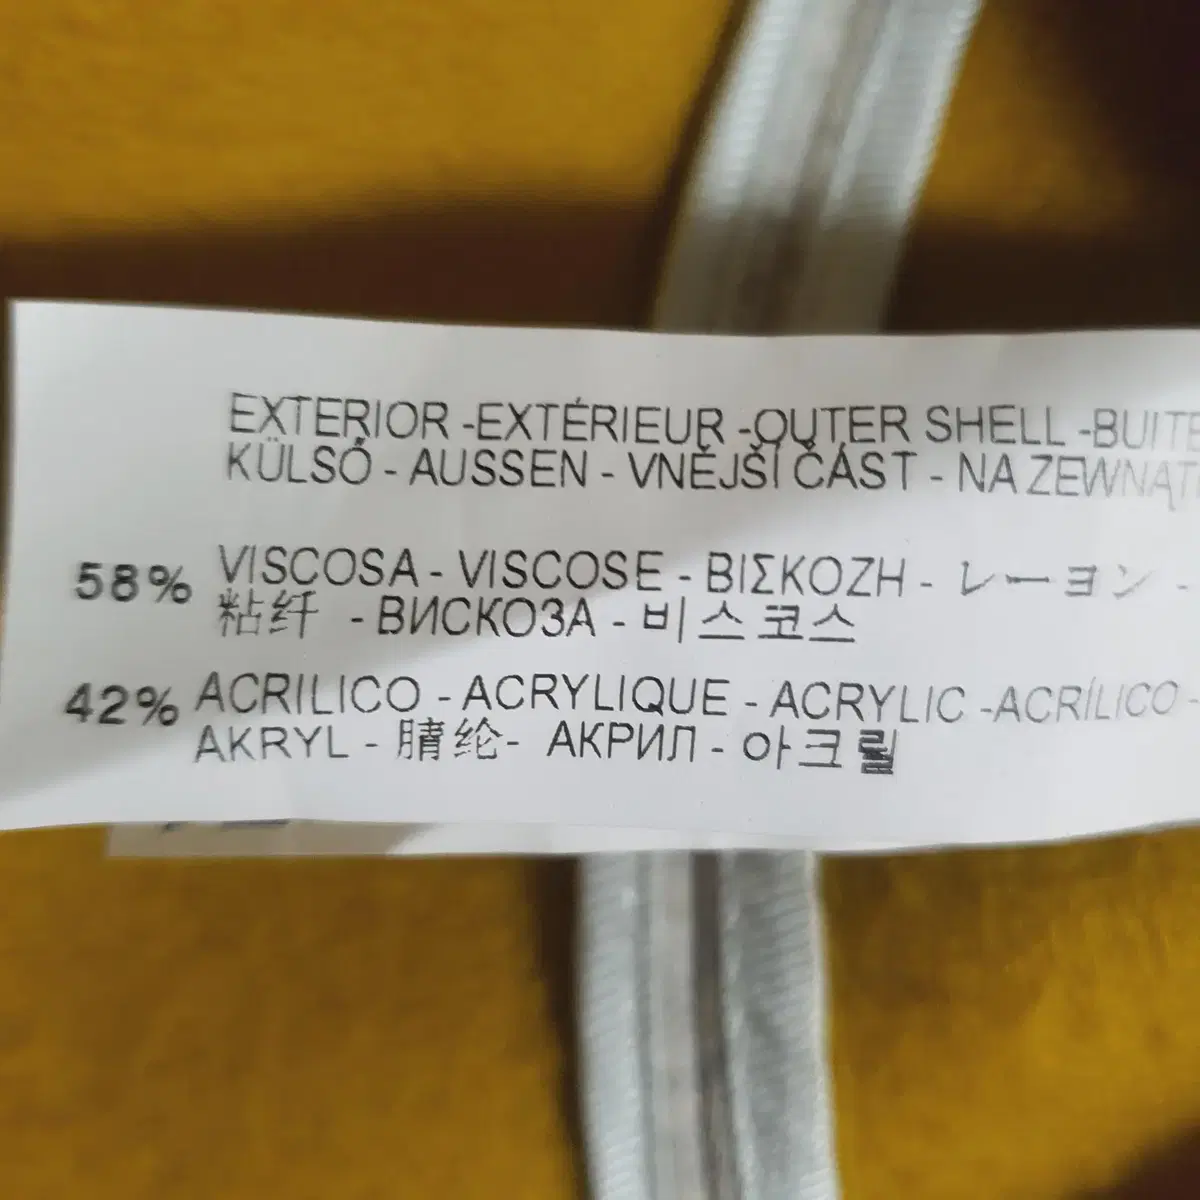 EXTERIOR -EXTÉRIEUR -OUTER SHELL -BUITE
KÜLSŐ - AUSSEN - VNĚJŠÍ ČÁST - NA ZEWNĄT
58% VISCOSA - VISCOSE - ΒΙΣΚΟΖΗ - レーヨン -
粘纤 - ВИСКОЗА - 비스코스
42% ACRILICO - ACRYLIQUE - ACRYLIC -ACRÍLICO -
AKRYL - 腈纶- АКРИЛ - 아크릴